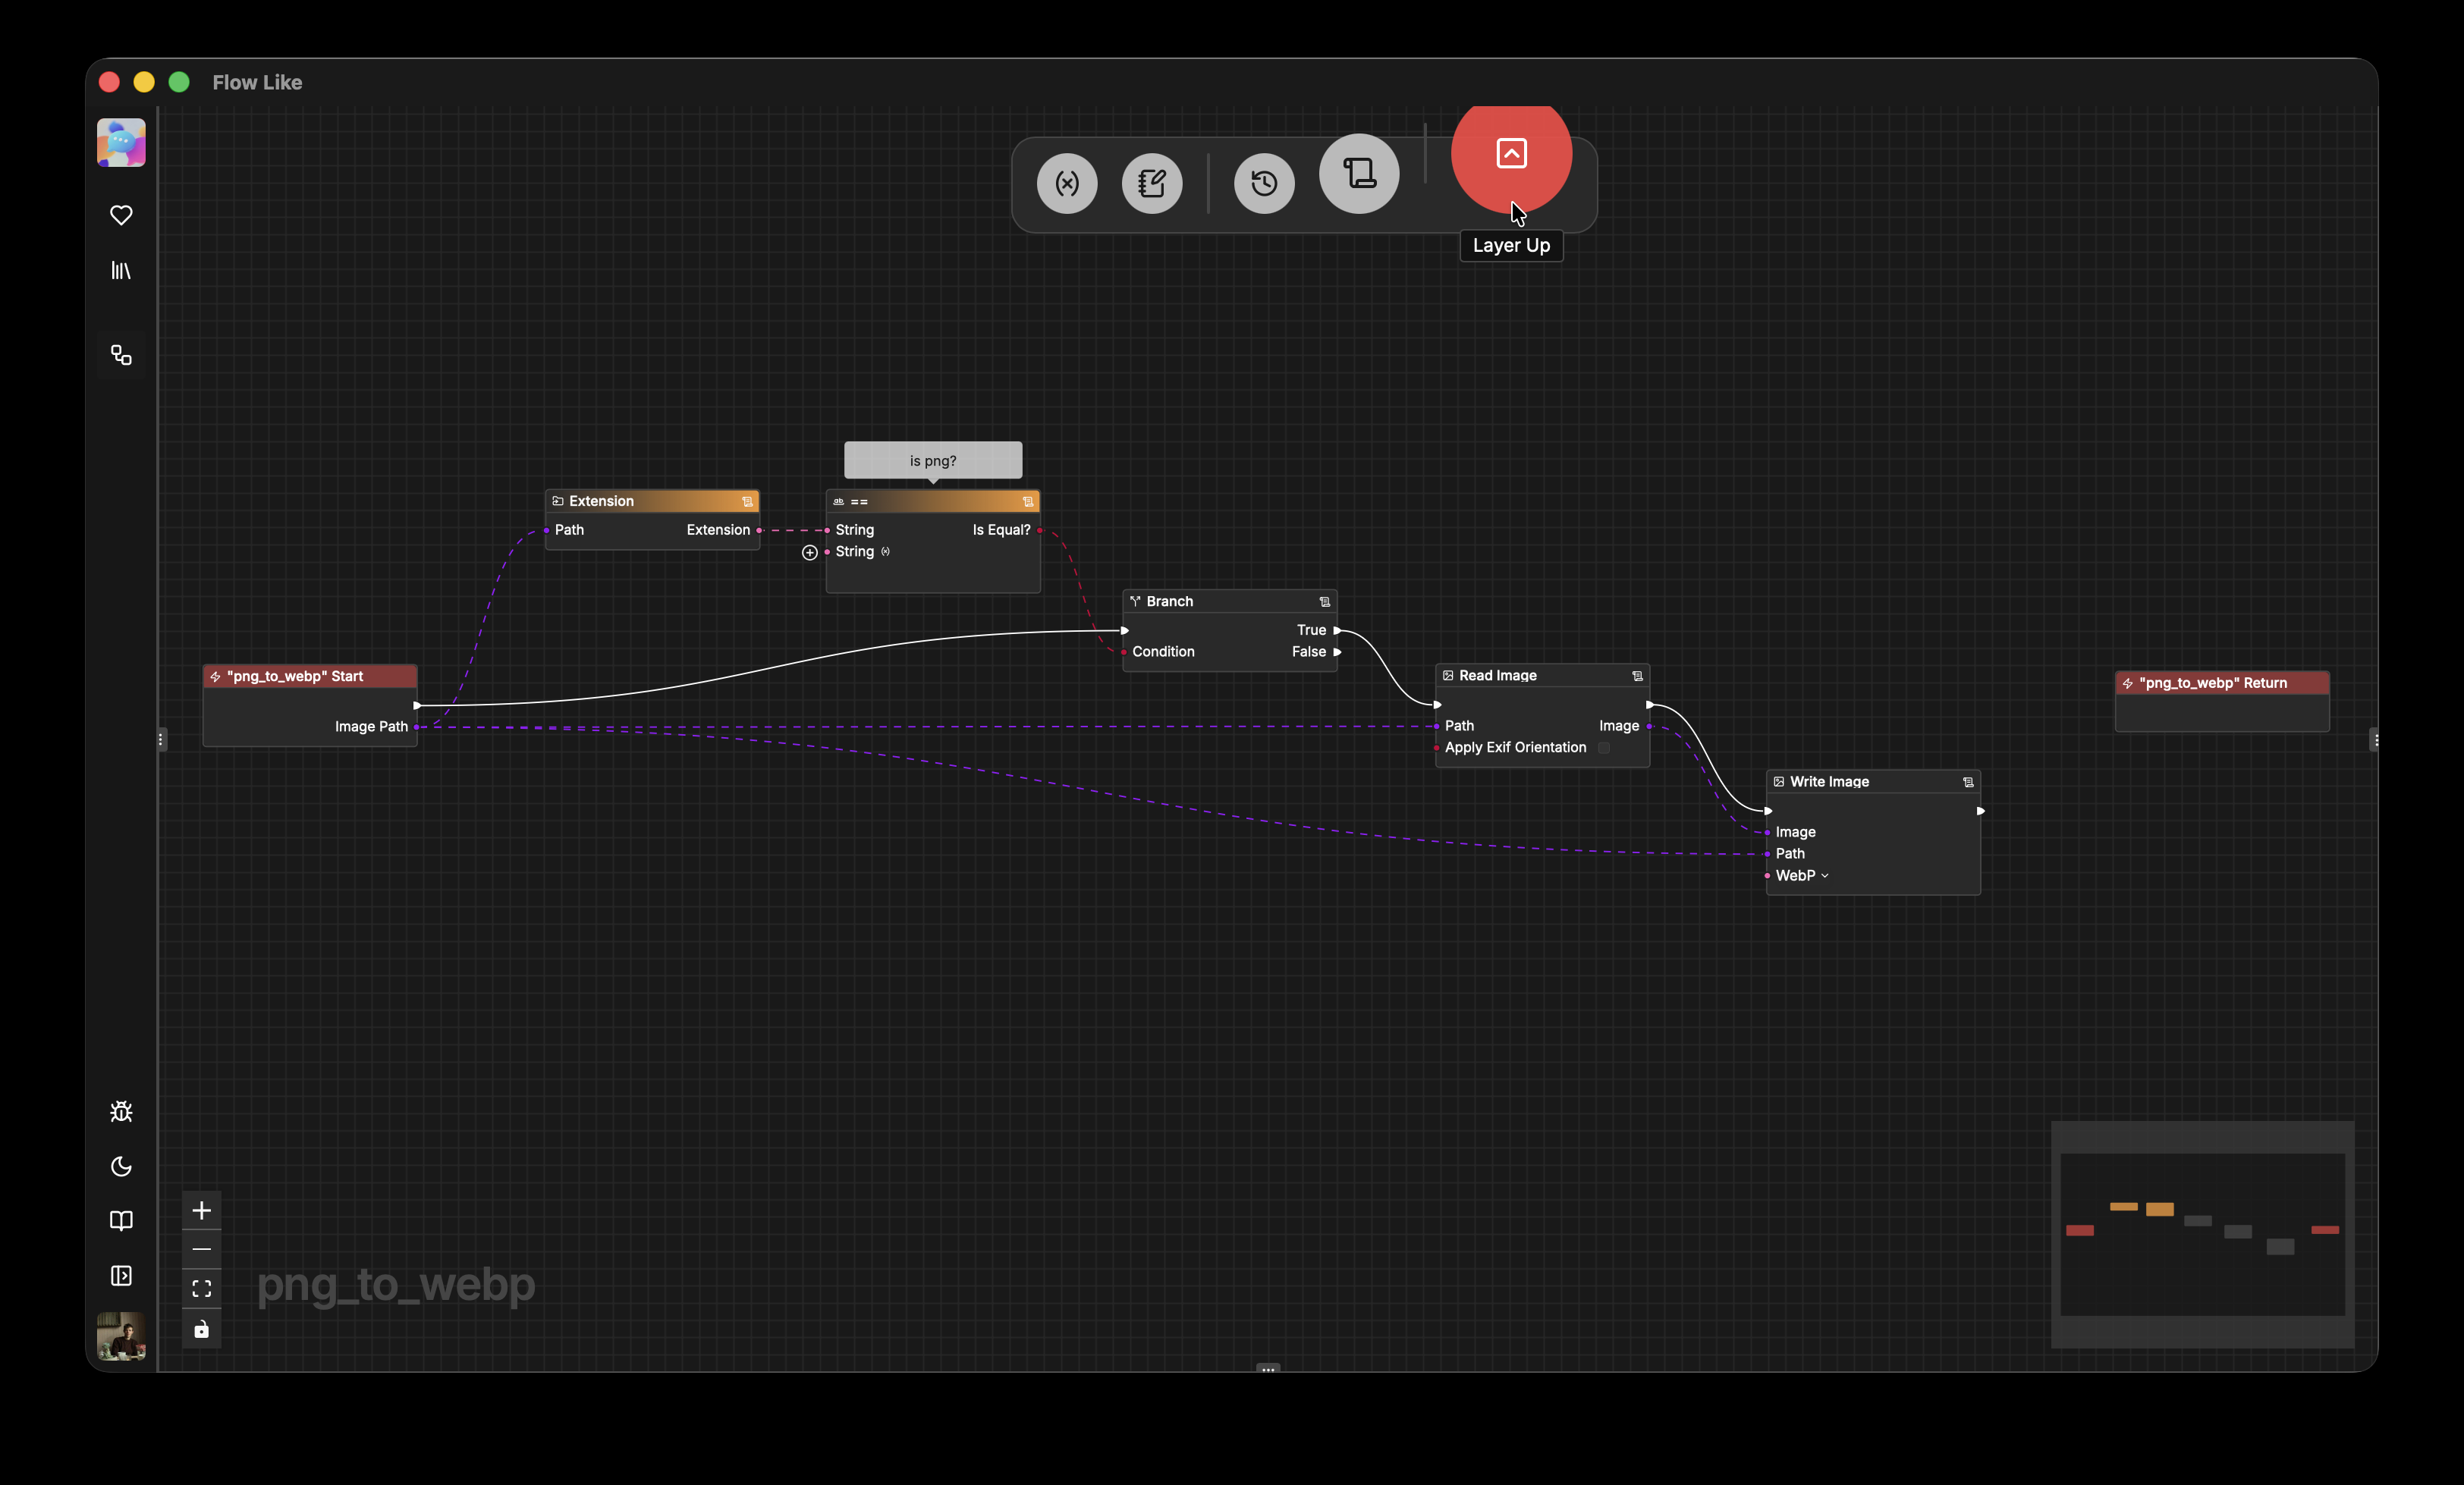 Flow Like
Layer Up
is png?
Extension
Path Extension
==
String Is Equal?
String (x)
Branch
True
Condition False
"png_to_webp" Start
Image Path
Read Image
Path Image
Apply Exif Orientation
"png_to_webp" Return
Write Image
Image
Path
WebP
png_to_webp